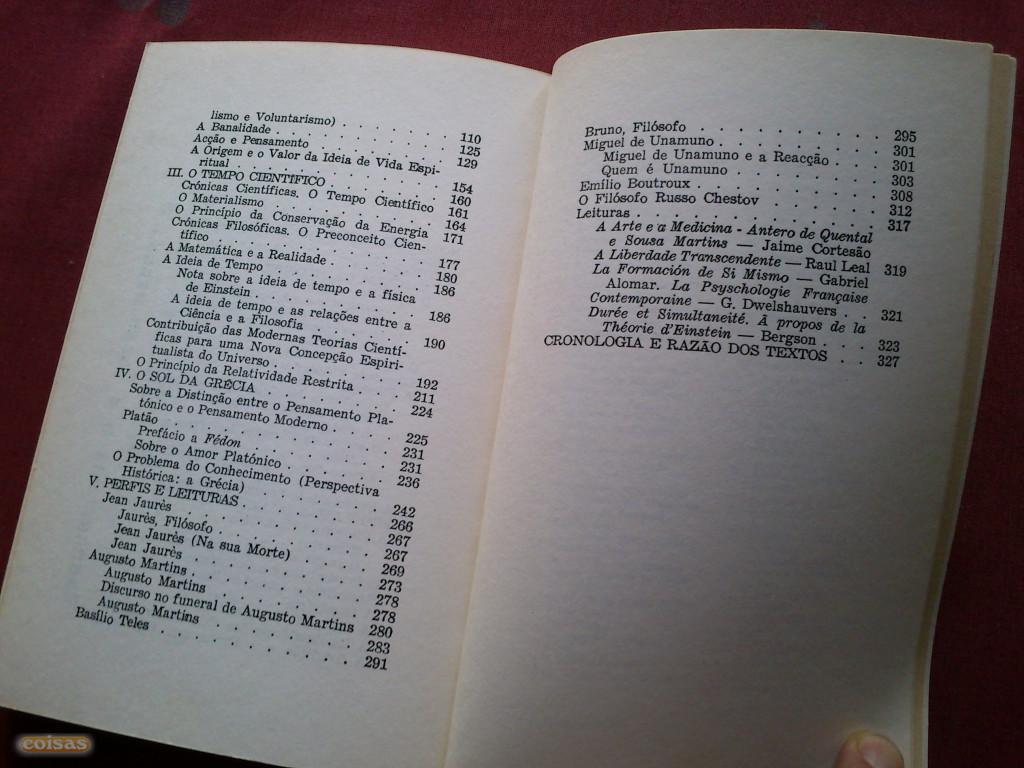 lismo e Voluntarismo) . . . . . . . 110
A Banalidade . . . . . . . . . . 125
Acção e Pensamento . . . . . . . . 129
A Origem e o Valor da Ideia de Vida Espi-
ritual . . . . . . . . . . . . 154
III. O TEMPO CIENTIFICO . . . . . . . 160
Crónicas Científicas. O Tempo Científico 161
O Materialismo . . . . . . . . . . 164
O Princípio da Conservação da Energia 171
Crónicas Filosóficas. O Preconceito Cien-
tífico . . . . . . . . . . . . 177
A Matemática e a Realidade . . . . . . 180
A Ideia de Tempo . . . . . . . . . 186
Nota sobre a ideia de tempo e a física
de Einstein . . . . . . . . . . 186
A ideia de tempo e as relações entre a
Ciência e a Filosofia . . . . . . . 190
Contribuição das Modernas Teorias Cientí-
ficas para uma Nova Concepção Espiri-
tualista do Universo . . . . . . . . 192
O Princípio da Relatividade Restrita . . . . 211
IV. O SOL DA GRÉCIA . . . . . . . . . 224
Sobre a Distinção entre o Pensamento Pla-
tónico e o Pensamento Moderno . . . . 225
Platão . . . . . . . . . . . . . 231
Prefácio a Fédon . . . . . . . . . 231
Sobre o Amor Platónico . . . . . . . 236
O Problema do Conhecimento (Perspectiva
Histórica: a Grécia) . . . . . . . . 242
V. PERFIS E LEITURAS . . . . . . . . . 266
Jean Jaurès . . . . . . . . . . . 267
Jaurès, Filósofo . . . . . . . . . 267
Jean Jaurès (Na sua Morte) . . . . . . 269
Jean Jaurès . . . . . . . . . . . 273
Augusto Martins . . . . . . . . . . 278
Augusto Martins . . . . . . . . . 278
Discurso no funeral de Augusto Martins 280
Augusto Martins . . . . . . . . . 283
Basílio Teles . . . . . . . . . . . 291
Bruno, Filósofo . . . . . . . . . . 295
Miguel de Unamuno . . . . . . . . . 301
Miguel de Unamuno e a Reacção . . . . 301
Quem é Unamuno . . . . . . . . . 303
Emílio Boutroux . . . . . . . . . . 308
O Filósofo Russo Chestov . . . . . . . 312
Leituras . . . . . . . . . . . . . 317
A Arte e a Medicina - Antero de Quental
e Sousa Martins — Jaime Cortesão
A Liberdade Transcendente — Raul Leal 319
La Formación de Si Mismo — Gabriel
Alomar. La Psyschologie Française
Contemporaine — G. Dwelshauvers . . 321
Durée et Simultaneité. À propos de la
Théorie d'Einstein — Bergson . . . 323
CRONOLOGIA E RAZÃO DOS TEXTOS . . 327
coisas